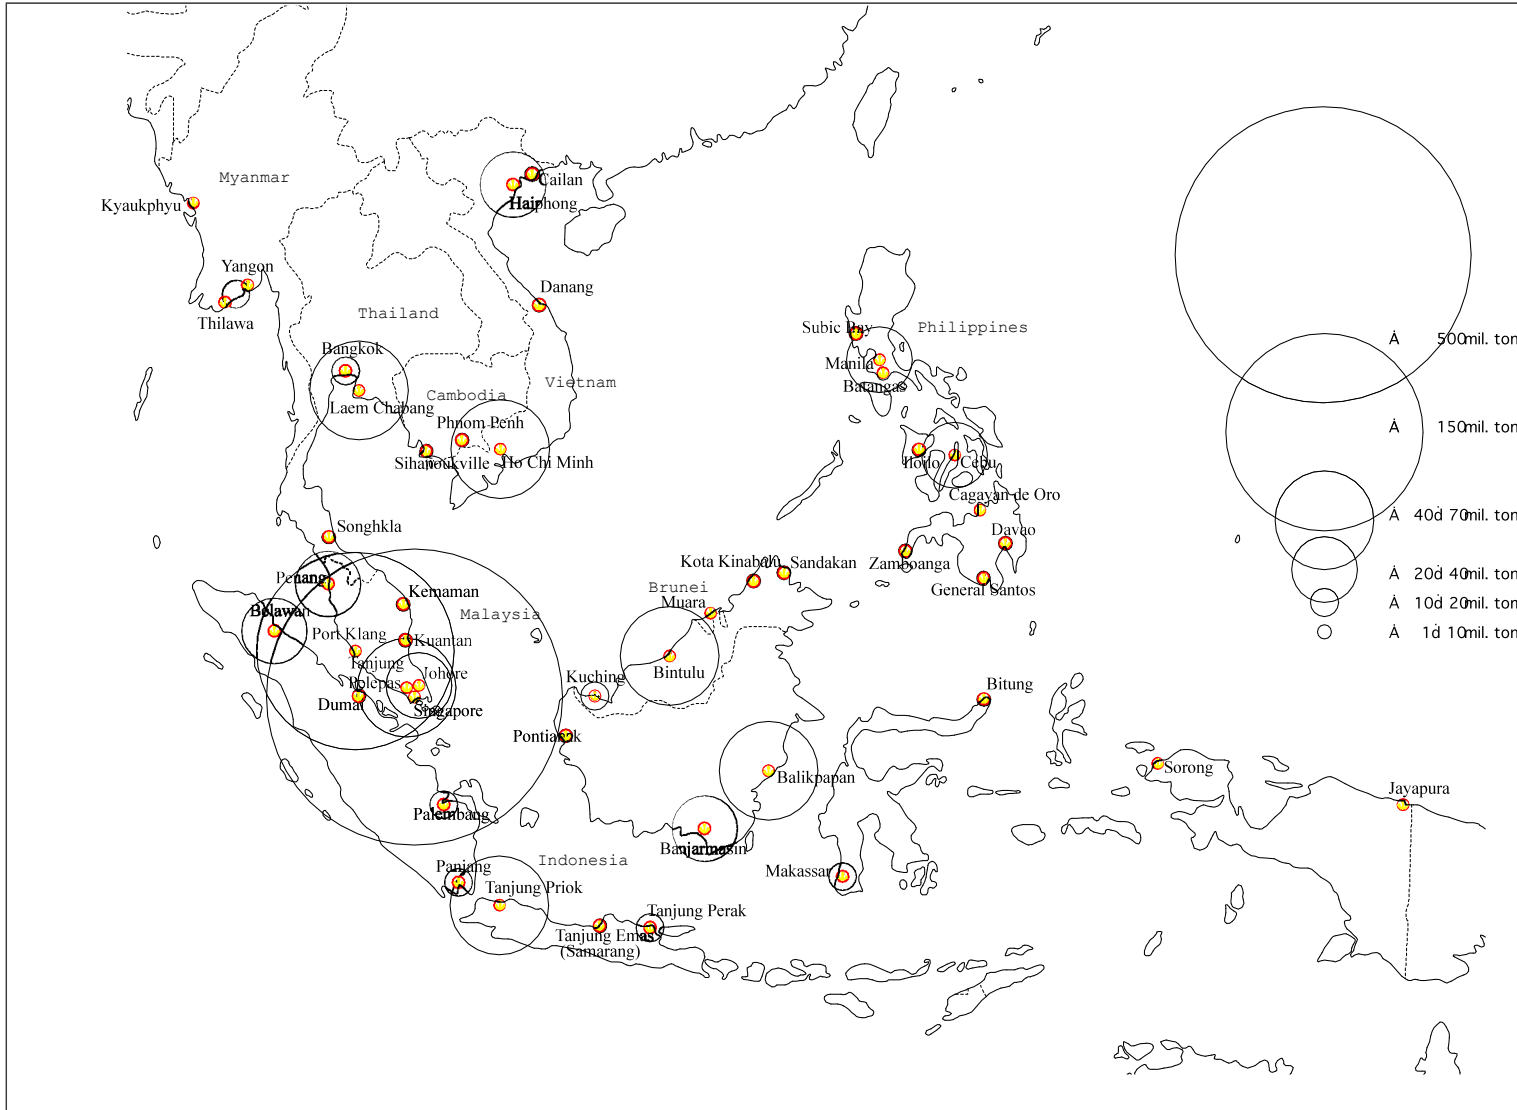 Myanmar
Cailan
Kyaukphyu
Haiphong
Yangon
Danang
Thilawa
Thailand
Subic Bay
Philippines
Bangkok
Manila
Vietnam
Batangas
Cambodia
Laem Chabang
Phnom Penh
Sihanoukville
Ho Chi Minh
Iloilo
Cebu
Cagayan de Oro
Songhkla
Davao
Zamboanga
Kota Kinabalu
Sandakan
Penang
Brunei
General Santos
Kemaman
Muara
Belawan
Malaysia
Port Klang
Kuantan
Tanjung
Pelepas
Johore
Bintulu
Kuching
Dumai
Singapore
Bitung
Pontianak
Sorong
Balikpapan
Jayapura
Palembang
Banjarmasin
Indonesia
Panjang
Makassar
Tanjung Priok
Tanjung Perak
Tanjung Emas
(Samarang)
Ȧ 500mil. ton
Ȧ 150mil. ton
Ȧ 40ḋ 70mil. ton
Ȧ 20ḋ 40mil. ton
Ȧ 10ḋ 20mil. ton
Ȧ 1ḋ 10mil. ton